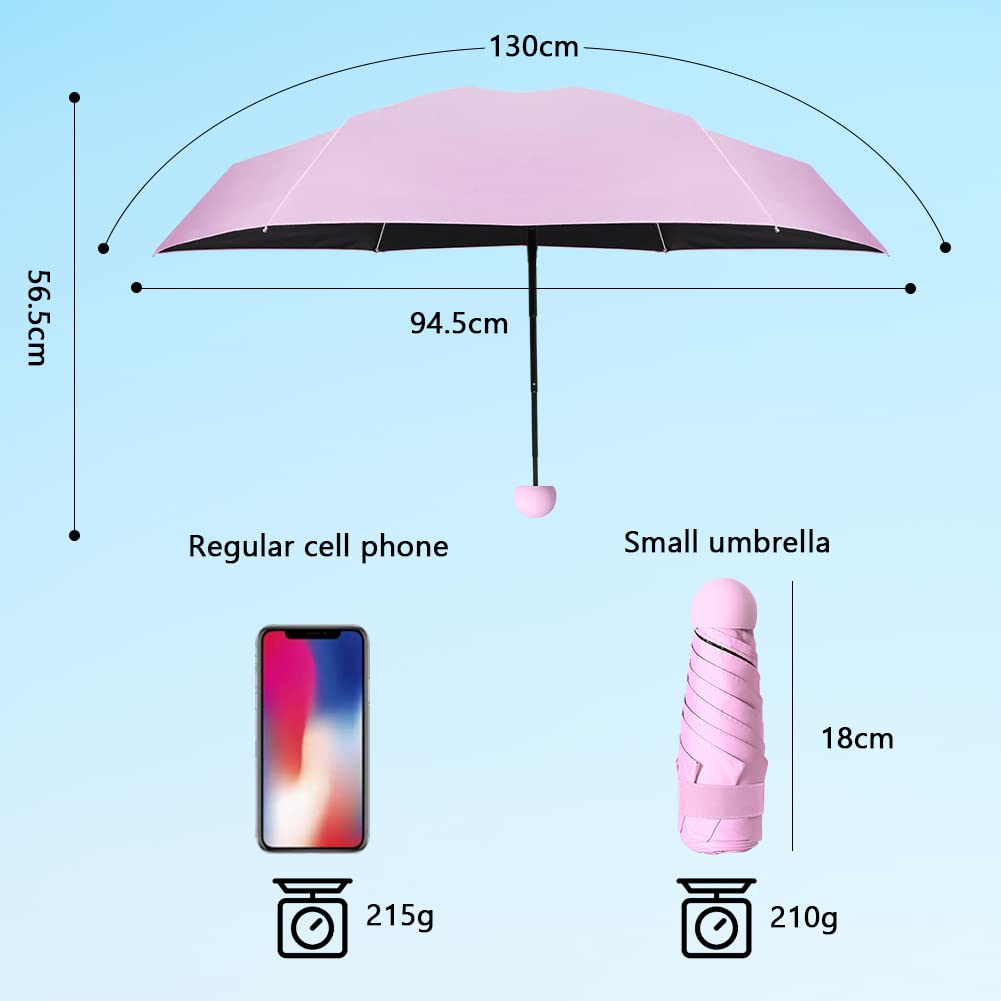 130cm
56.5cm
94.5cm
Regular cell phone
Small umbrella
18cm
215g
210g